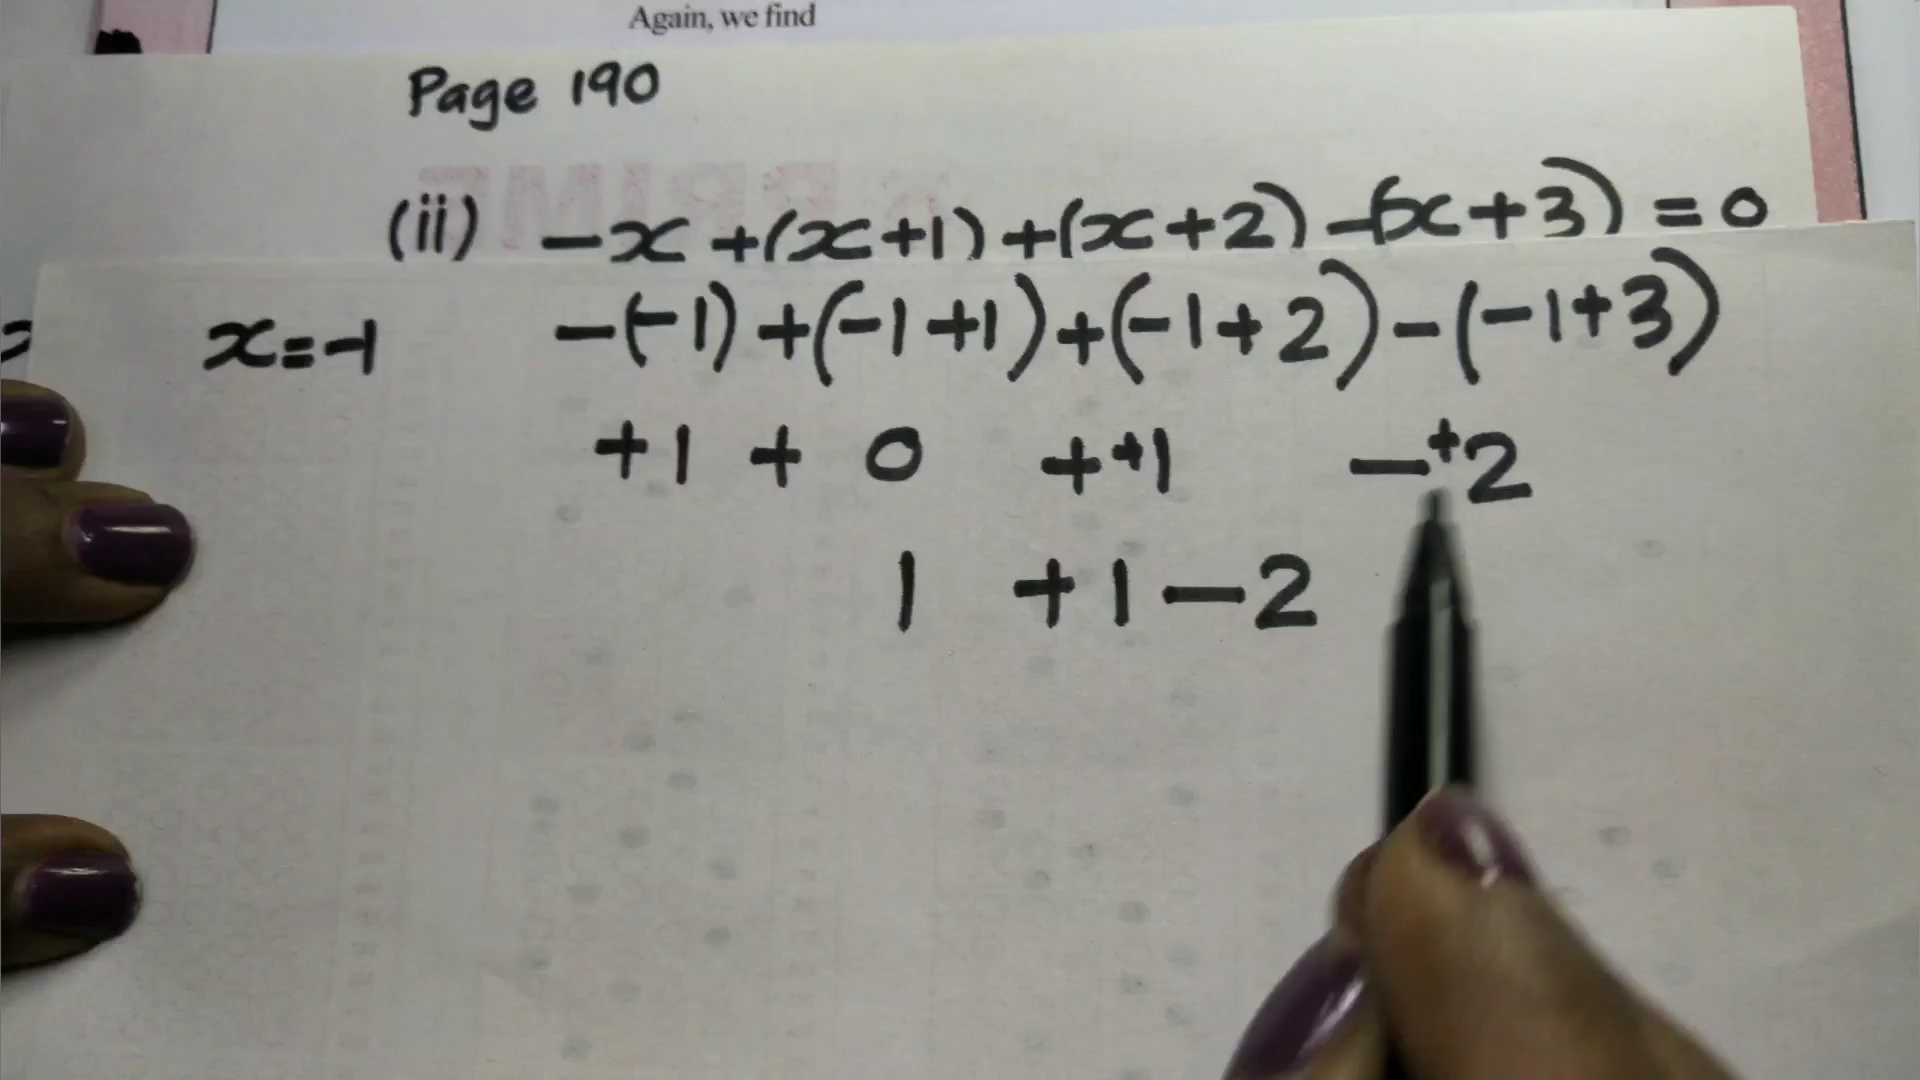 Again, we find
Page 190
(ii) -x +(x+1) +(x+2) -(x+3) = 0
x=-1 -(-1) +(-1+1)+(-1+2)-(-1+3)
+1 + 0 ++1 -+2
1 +1-2